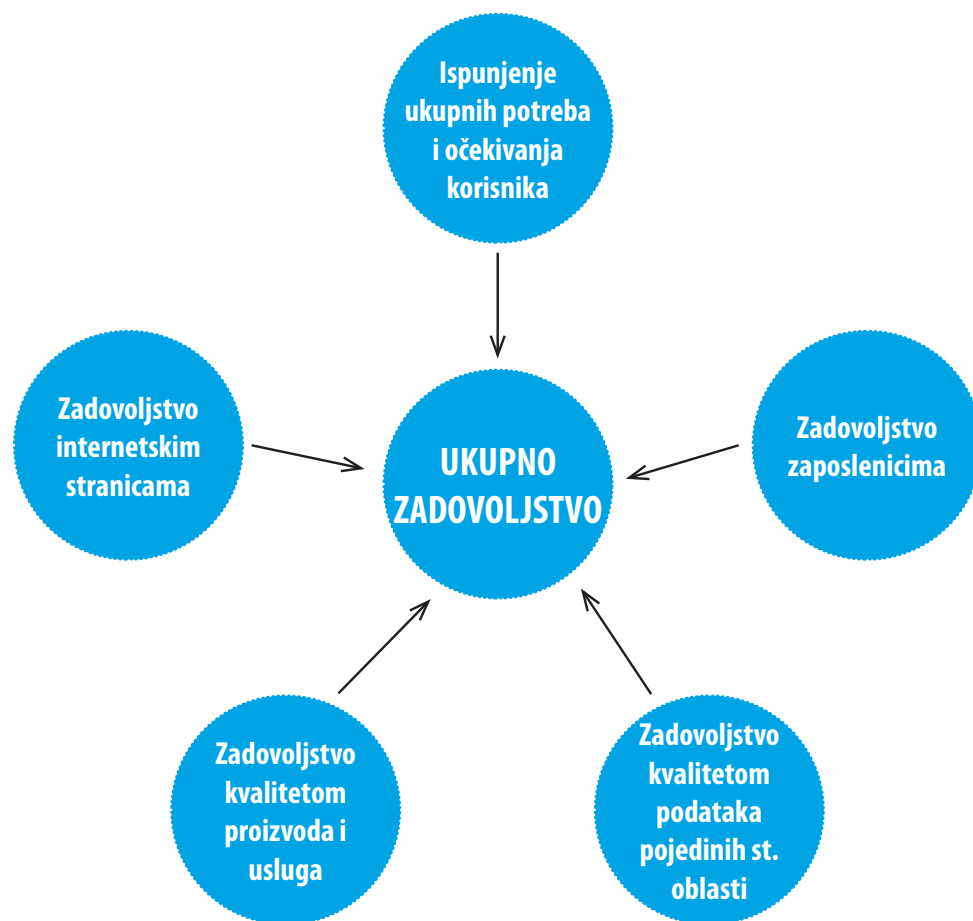 Ispunjenje
ukupnih potreba
i očekivanja
korisnika
Zadovoljstvo
internetskim
stranicama
UKUPNO
ZADOVOLJSTVO
Zadovoljstvo
zaposlenicima
Zadovoljstvo
kvalitetom
proizvoda i
usluga
Zadovoljstvo
kvalitetom
podataka
pojedinih st.
oblasti